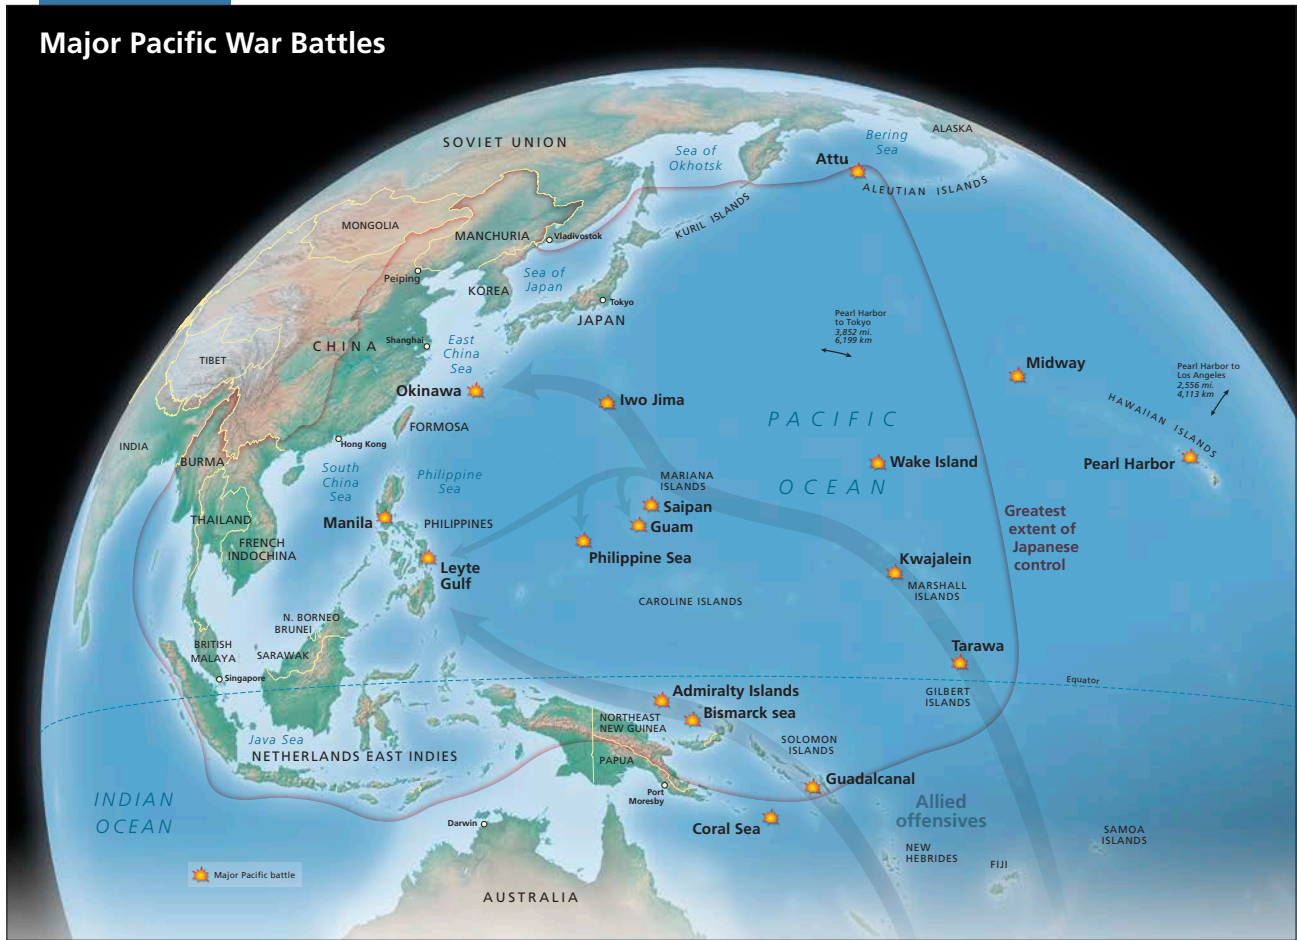 Major Pacific War Battles
SOVIET UNION
Sea of
Okhotsk
Bering
Sea
ALASKA
Attu
ALEUTIAN ISLANDS
KURIL ISLANDS
MONGOLIA
MANCHURIA
Vladivostok
Peiping
KOREA
Sea of
Japan
Tokyo
JAPAN
Pearl Harbor
to Tokyo
3,852 mi.
6,199 km
TIBET
CHINA
Shanghai
East
China
Sea
Midway
Pearl Harbor to
Los Angeles
2,556 mi.
4,113 km
Okinawa
Iwo Jima
HAWAIIAN ISLANDS
PACIFIC
OCEAN
FORMOSA
Hong Kong
INDIA
BURMA
South
China
Sea
Philippine
Sea
MARIANA
ISLANDS
Wake Island
Pearl Harbor
Saipan
Guam
THAILAND
Manila
PHILIPPINES
Greatest
extent of
Japanese
control
FRENCH
INDOCHINA
Leyte
Gulf
Philippine Sea
Kwajalein
MARSHALL
ISLANDS
CAROLINE ISLANDS
N. BORNEO
BRUNEI
BRITISH
MALAYA
SARAWAK
Singapore
Tarawa
Equator
Admiralty Islands
Bismarck sea
GILBERT
ISLANDS
NORTHEAST
NEW GUINEA
Java Sea
NETHERLANDS EAST INDIES
PAPUA
SOLOMON
ISLANDS
Guadalcanal
Port
Moresby
INDIAN
OCEAN
Darwin
Coral Sea
Allied
offensives
SAMOA
ISLANDS
NEW
HEBRIDES
FIJI
Major Pacific battle
AUSTRALIA